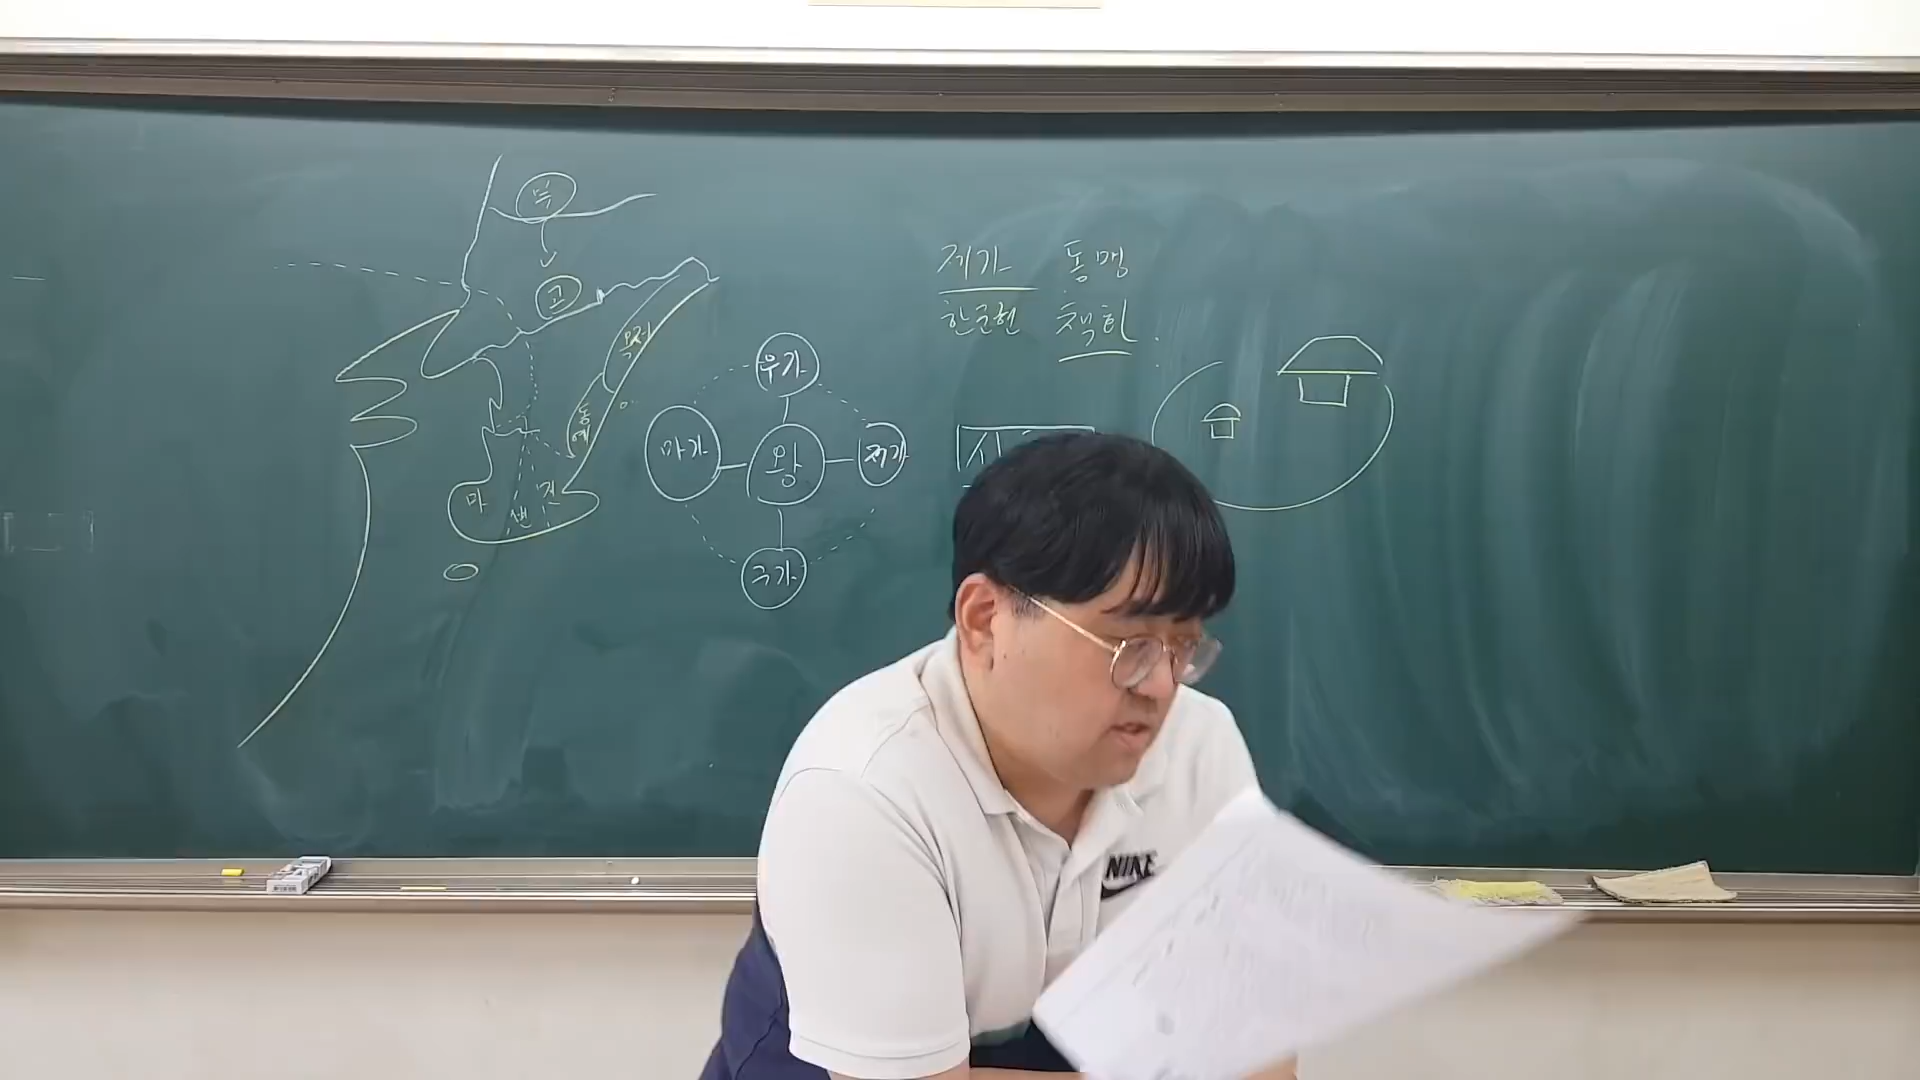 부
고
옥저
동예
마
변
진
우가
마가
왕
저가
구가
제가 동맹
한군현 책화
NIKE